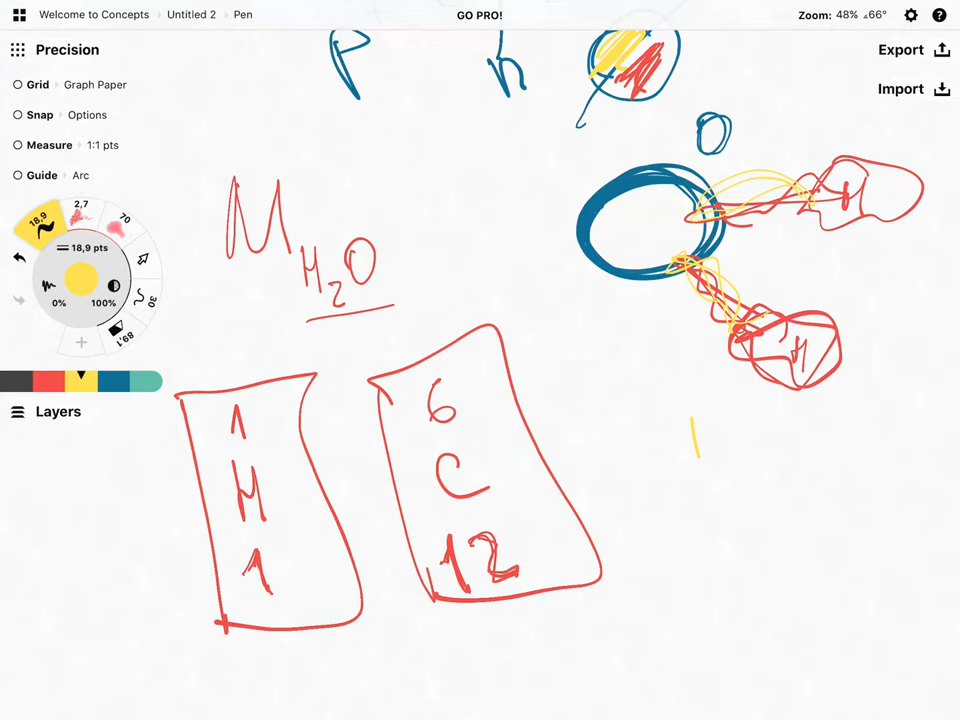 Welcome to Concepts > Untitled 2 > Pen
GO PRO!
Zoom: 48% ⊿66°
Precision
Export
Import
Grid > Graph Paper
Snap > Options
Measure > 1:1 pts
Guide > Arc
18,9
2,7
70
18,9 pts
0%
100%
30
89,1
Layers
P
n
O
H
H
M H₂O
1
H
1
6
C
12